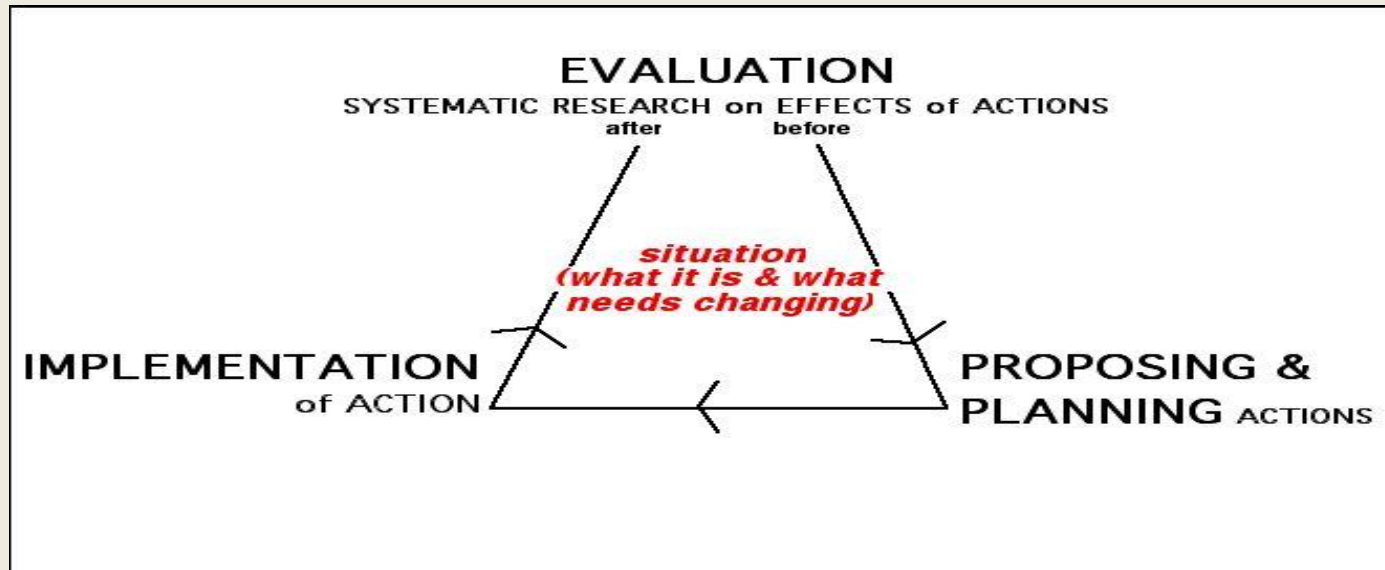 EVALUATION
SYSTEMATIC RESEARCH on EFFECTS of ACTIONS
after before
situation
(what it is & what
needs changing)
IMPLEMENTATION
of ACTION
PROPOSING &
PLANNING ACTIONS